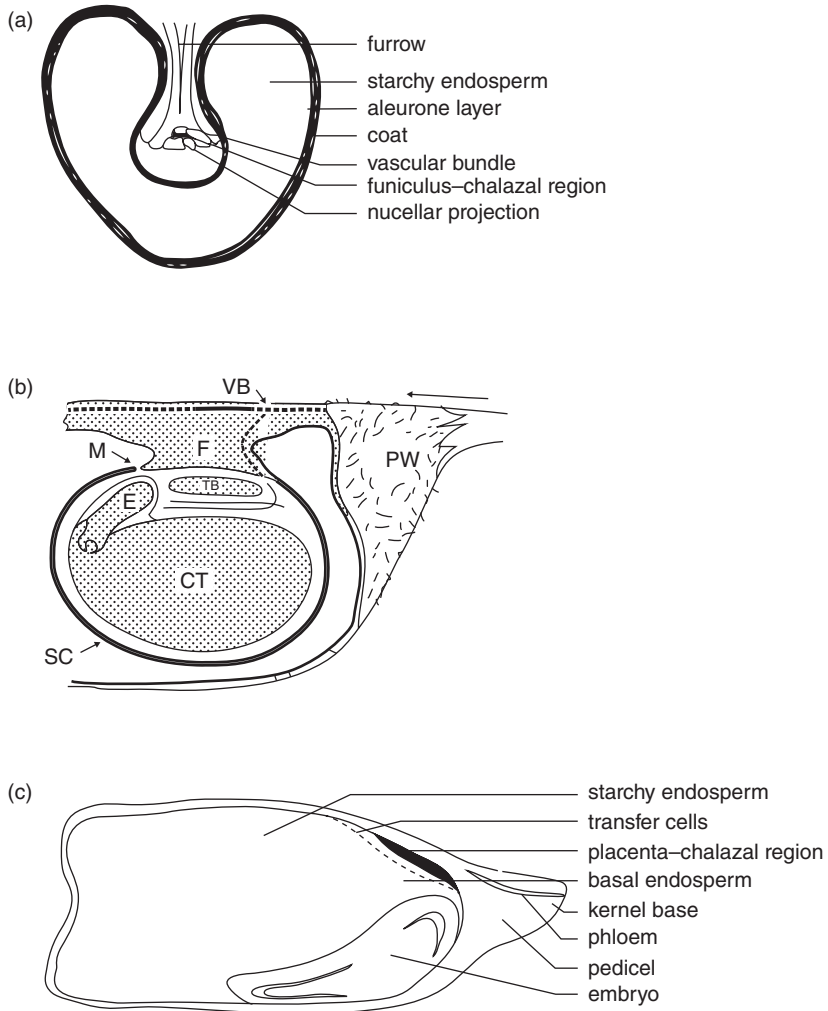 (a)
furrow
starchy endosperm
aleurone layer
coat
vascular bundle
funiculus–chalazal region
nucellar projection
(b)
VB
M
F
PW
TB
E
CT
SC
(c)
starchy endosperm
transfer cells
placenta–chalazal region
basal endosperm
kernel base
phloem
pedicel
embryo